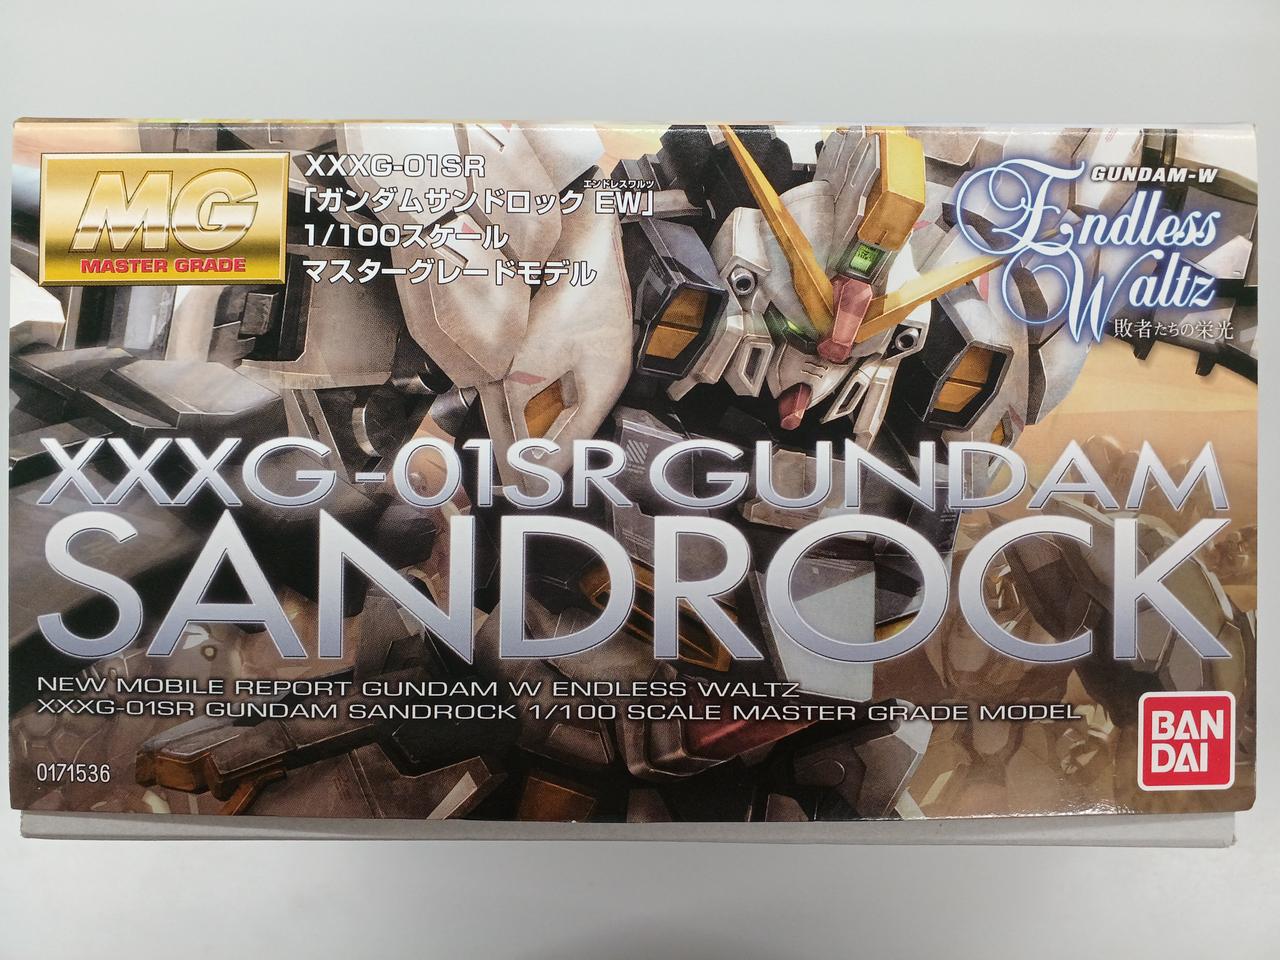 MG
MASTER GRADE
XXXG-01SR
エンドレスワルツ
「ガンダムサンドロック EW」
1/100スケール
マスターグレードモデル
GUNDAM-W
Endless
Waltz
敗者たちの栄光
XXXG-01SR GUNDAM
SANDROCK
NEW MOBILE REPORT GUNDAM W ENDLESS WALTZ
XXXG-01SR GUNDAM SANDROCK 1/100 SCALE MASTER GRADE MODEL
0171536
BAN
DAI